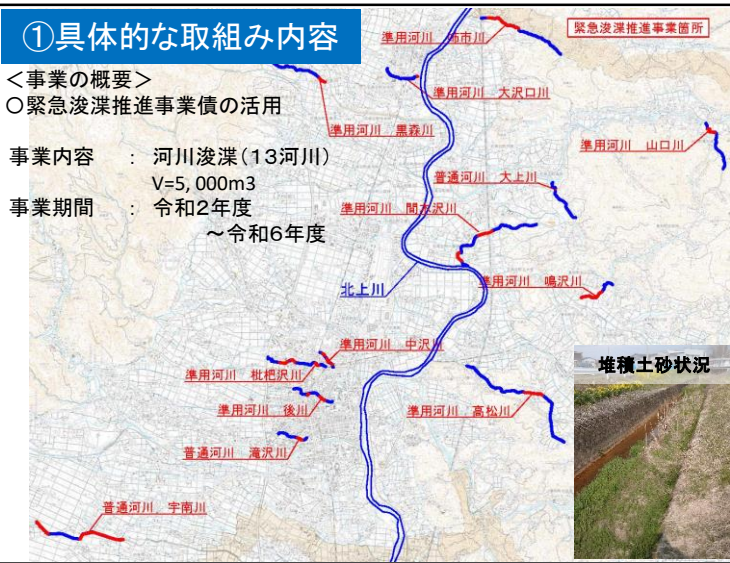 ①具体的な取組み内容
緊急浚渫推進事業箇所
＜事業の概要＞
○緊急浚渫推進事業債の活用
事業内容 ： 河川浚渫（13河川）
V=5,000m3
事業期間 ： 令和2年度
～令和6年度
準用河川 市川
準用河川 大沢口川
準用河川 黒森川
準用河川 山口川
普通河川 大上川
準用河川 間木沢川
北上川
準用河川 鳴沢川
準用河川 中沢川
準用河川 枇杷沢川
準用河川 後川
準用河川 高松川
普通河川 滝沢川
普通河川 宇南川
堆積土砂状況